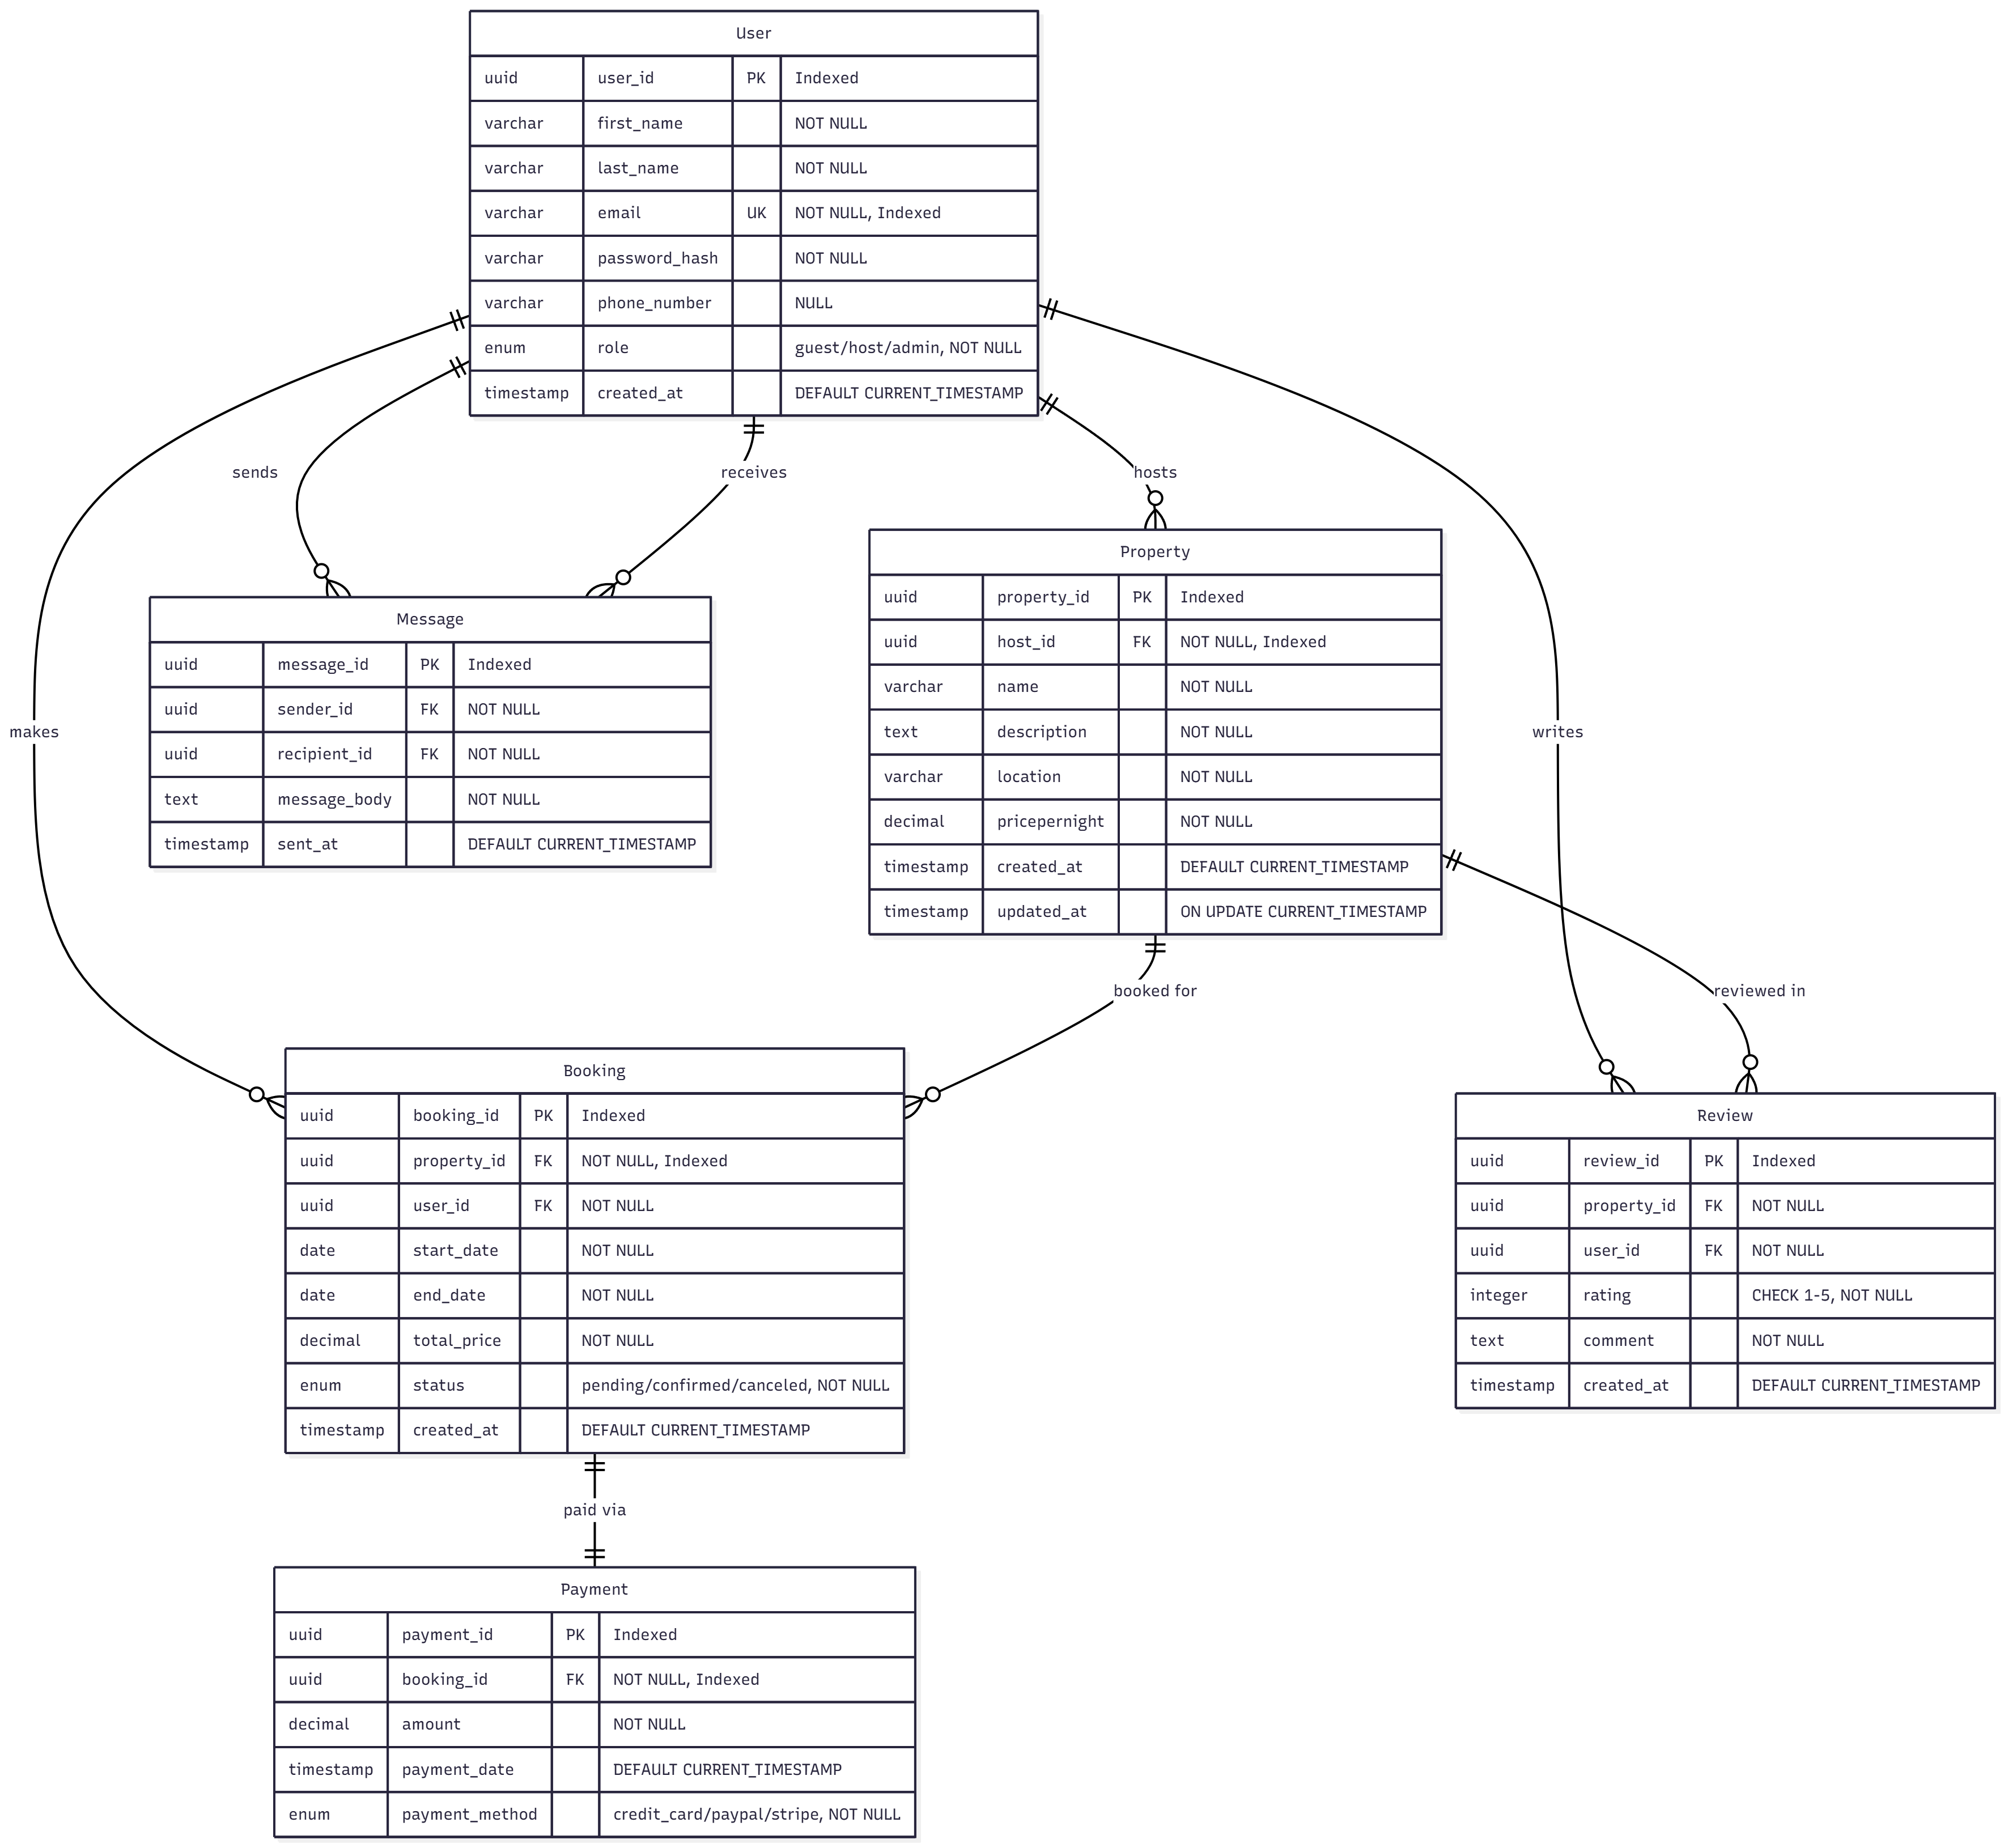 User
uuid user_id PK Indexed
varchar first_name NOT NULL
varchar last_name NOT NULL
varchar email UK NOT NULL, Indexed
varchar password_hash NOT NULL
varchar phone_number NULL
enum role guest/host/admin, NOT NULL
timestamp created_at DEFAULT CURRENT_TIMESTAMP
sends
receives
hosts
Message
uuid message_id PK Indexed
uuid sender_id FK NOT NULL
uuid recipient_id FK NOT NULL
text message_body NOT NULL
timestamp sent_at DEFAULT CURRENT_TIMESTAMP
Property
uuid property_id PK Indexed
uuid host_id FK NOT NULL, Indexed
varchar name NOT NULL
text description NOT NULL
varchar location NOT NULL
decimal pricepernight NOT NULL
timestamp created_at DEFAULT CURRENT_TIMESTAMP
timestamp updated_at ON UPDATE CURRENT_TIMESTAMP
makes
writes
booked for
reviewed in
Booking
uuid booking_id PK Indexed
uuid property_id FK NOT NULL, Indexed
uuid user_id FK NOT NULL
date start_date NOT NULL
date end_date NOT NULL
decimal total_price NOT NULL
enum status pending/confirmed/canceled, NOT NULL
timestamp created_at DEFAULT CURRENT_TIMESTAMP
Review
uuid review_id PK Indexed
uuid property_id FK NOT NULL
uuid user_id FK NOT NULL
integer rating CHECK 1-5, NOT NULL
text comment NOT NULL
timestamp created_at DEFAULT CURRENT_TIMESTAMP
paid via
Payment
uuid payment_id PK Indexed
uuid booking_id FK NOT NULL, Indexed
decimal amount NOT NULL
timestamp payment_date DEFAULT CURRENT_TIMESTAMP
enum payment_method credit_card/paypal/stripe, NOT NULL